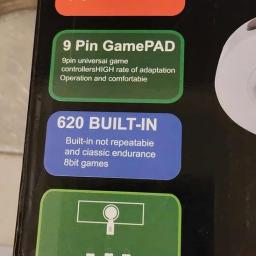 9 Pin GamePAD
9pin universal game
controllersHIGH rate of adaptation
Operation and comfortable
620 BUILT-IN
Built-in not repeatable
and classic endurance
8bit games